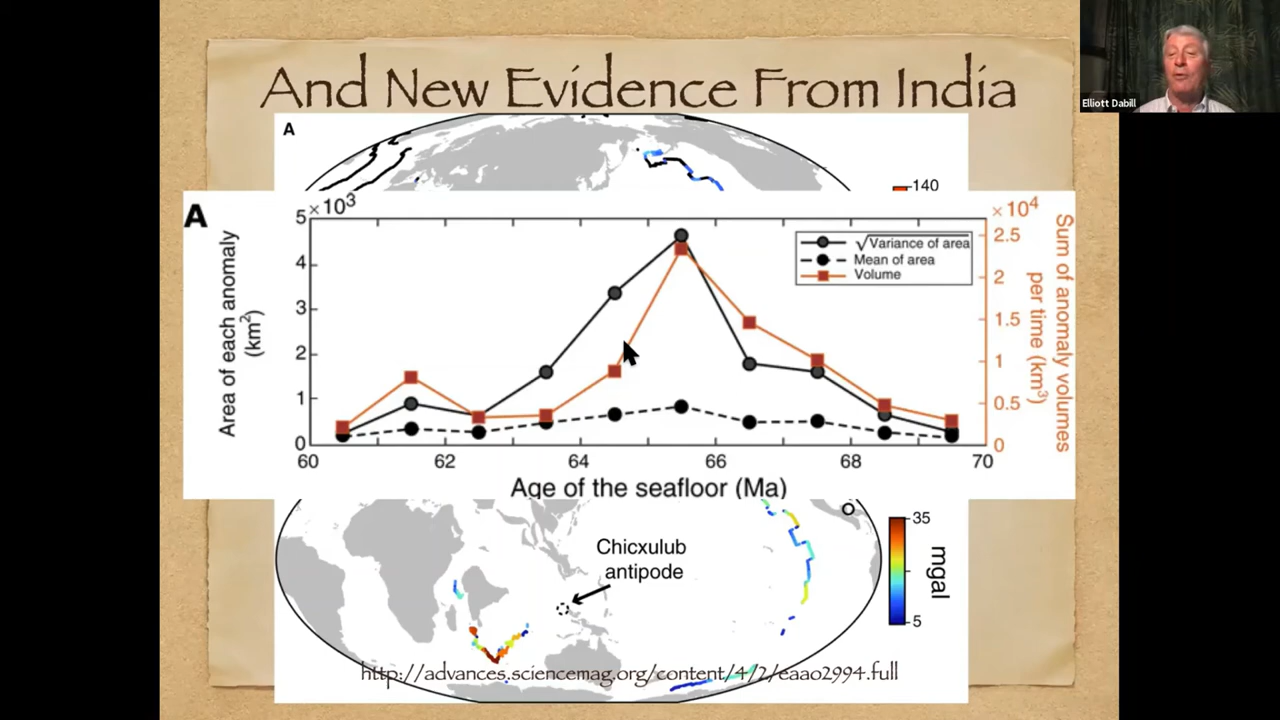 And New Evidence From India
Elliott Dabill
A
140
A
5
×10³
4
3
2
1
0
Area of each anomaly
(km²)
60
62
64
66
68
70
Age of the seafloor (Ma)
√Variance of area
Mean of area
Volume
×10⁴
2.5
2
1.5
1
0.5
0
Sum of anomaly volumes
per time (km³)
Chicxulub
antipode
35
5
mgal
http://advances.sciencemag.org/content/4/2/eaao2994.full